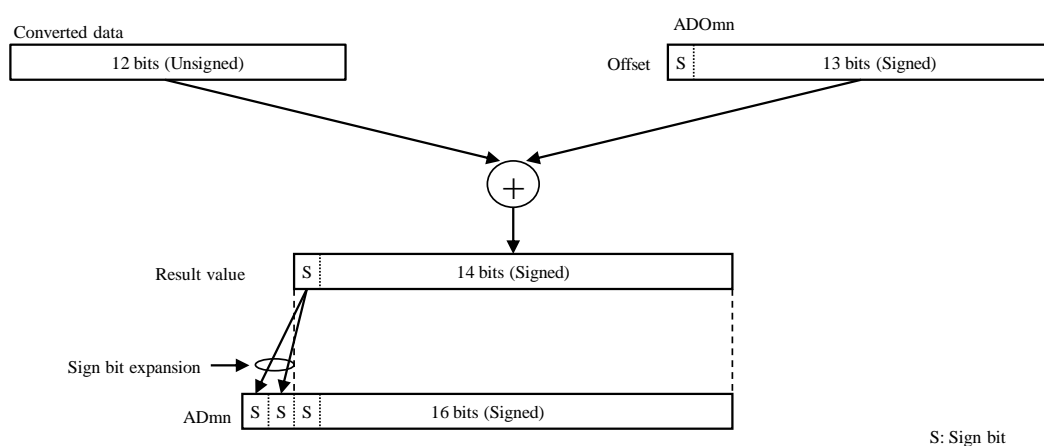 ADOmn
Converted data
12 bits (Unsigned)
Offset
S
13 bits (Signed)
+
Result value
S
14 bits (Signed)
Sign bit expansion
ADmn
S
S
S
16 bits (Signed)
S: Sign bit